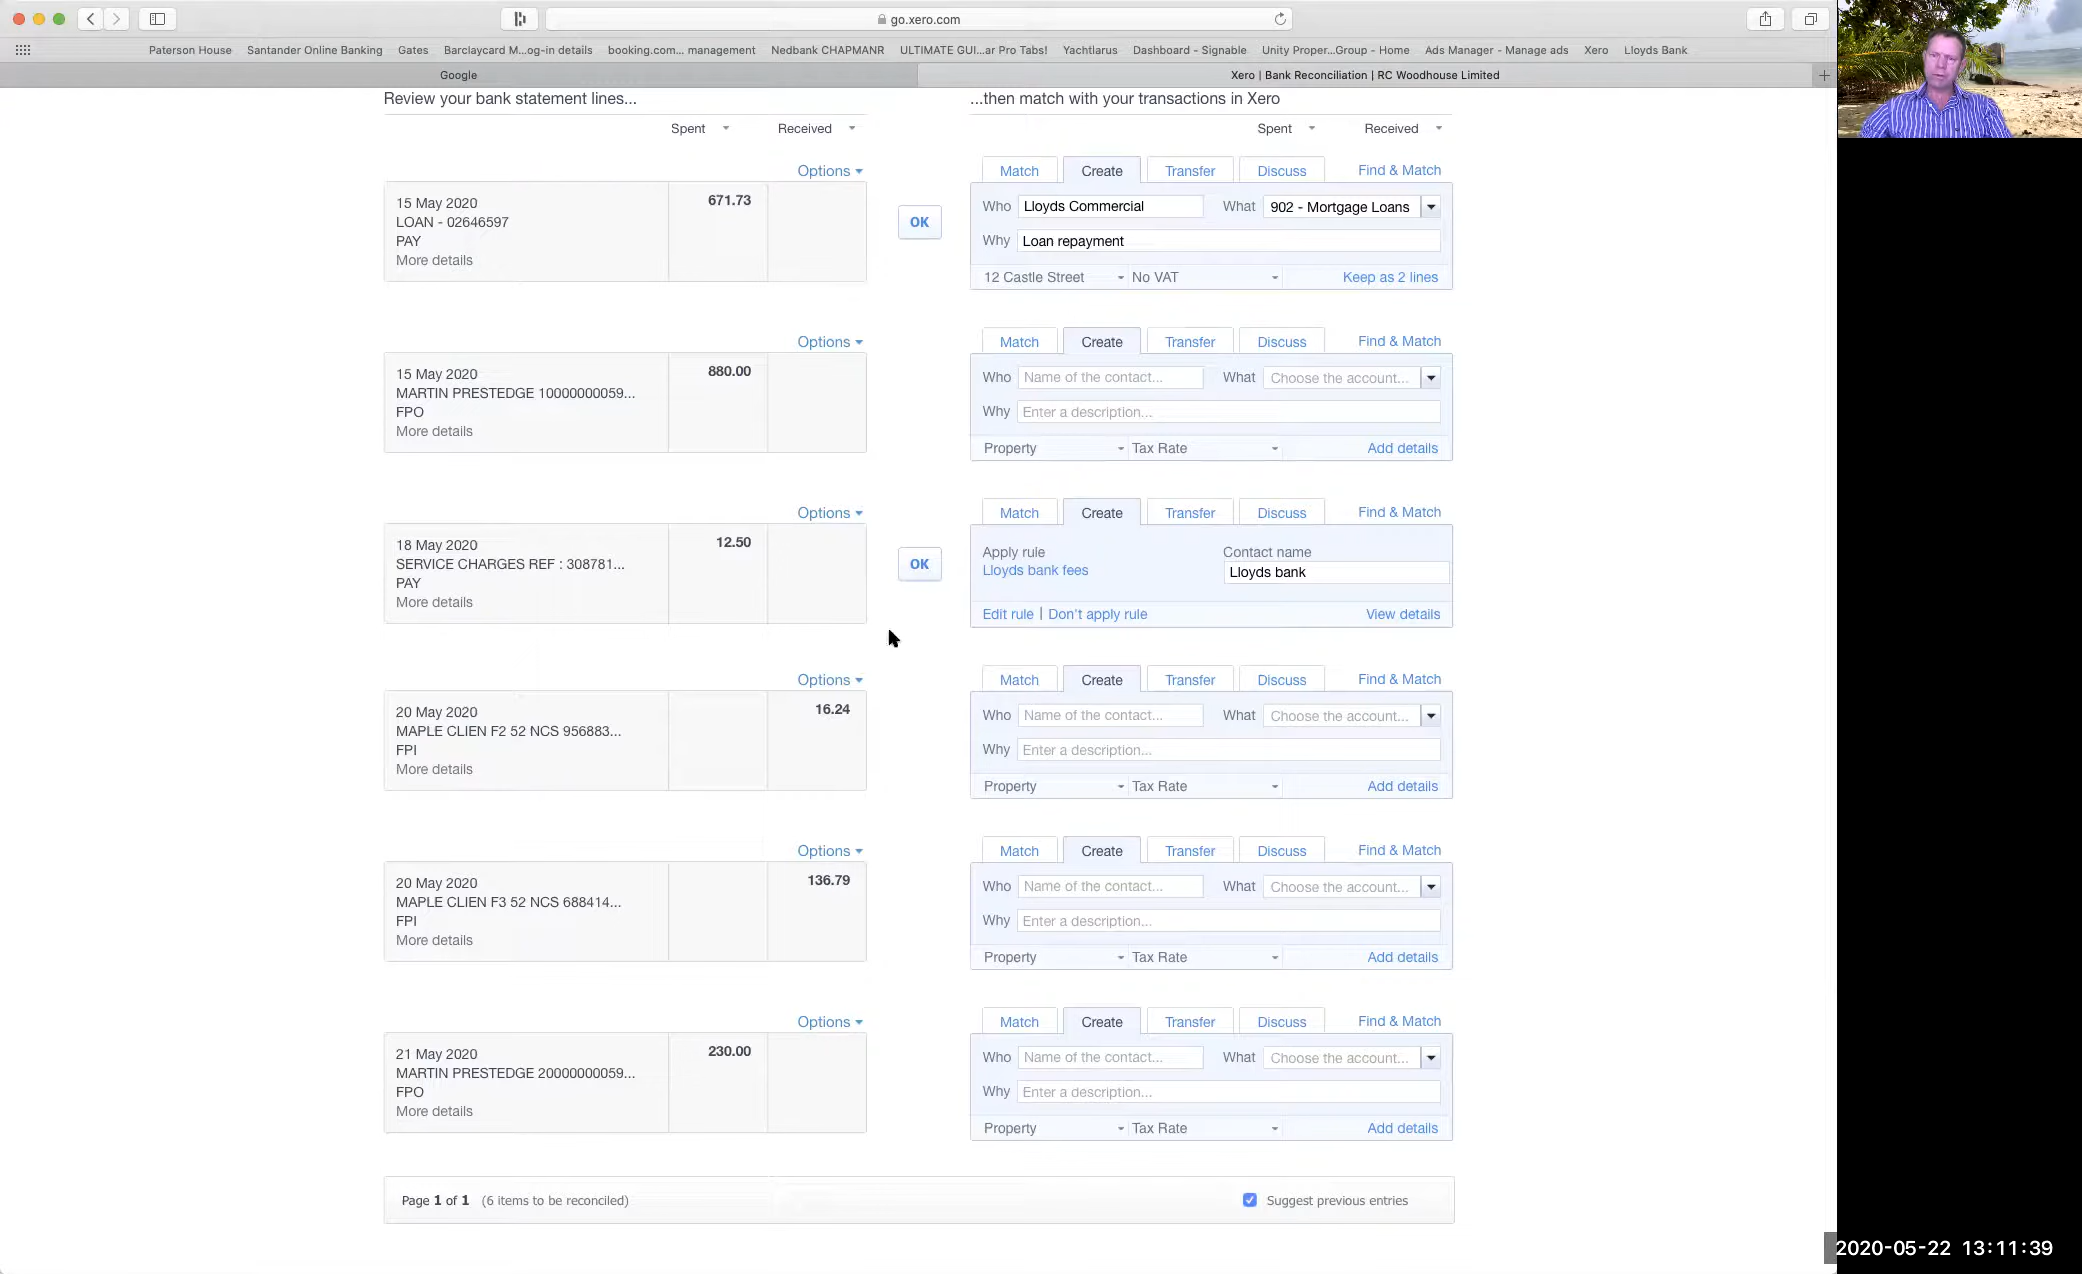 go.xero.com
Paterson House
Santander Online Banking
Gates
Barclaycard M...og-in details
booking.com... management
Nedbank CHAPMANR
ULTIMATE GUI...ar Pro Tabs!
Yachtlarus
Dashboard - Signable
Unity Proper...Group - Home
Ads Manager - Manage ads
Xero
Lloyds Bank
Google
Xero | Bank Reconciliation | RC Woodhouse Limited
Review your bank statement lines...
...then match with your transactions in Xero
Spent Received
Spent Received
Options
15 May 2020 671.73
LOAN - 02646597
PAY
More details
OK
Match Create Transfer Discuss Find & Match
Who Lloyds Commercial What 902 - Mortgage Loans
Why Loan repayment
12 Castle Street No VAT Keep as 2 lines
Options
15 May 2020 880.00
MARTIN PRESTEDGE 10000000059...
FPO
More details
Match Create Transfer Discuss Find & Match
Who Name of the contact... What Choose the account...
Why Enter a description...
Property Tax Rate Add details
Options
18 May 2020 12.50
SERVICE CHARGES REF : 308781...
PAY
More details
OK
Match Create Transfer Discuss Find & Match
Apply rule Contact name
Lloyds bank fees Lloyds bank
Edit rule | Don't apply rule View details
Options
20 May 2020 16.24
MAPLE CLIEN F2 52 NCS 956883...
FPI
More details
Match Create Transfer Discuss Find & Match
Who Name of the contact... What Choose the account...
Why Enter a description...
Property Tax Rate Add details
Options
20 May 2020 136.79
MAPLE CLIEN F3 52 NCS 688414...
FPI
More details
Match Create Transfer Discuss Find & Match
Who Name of the contact... What Choose the account...
Why Enter a description...
Property Tax Rate Add details
Options
21 May 2020 230.00
MARTIN PRESTEDGE 20000000059...
FPO
More details
Match Create Transfer Discuss Find & Match
Who Name of the contact... What Choose the account...
Why Enter a description...
Property Tax Rate Add details
Page 1 of 1 (6 items to be reconciled)
Suggest previous entries
2020-05-22 13:11:39